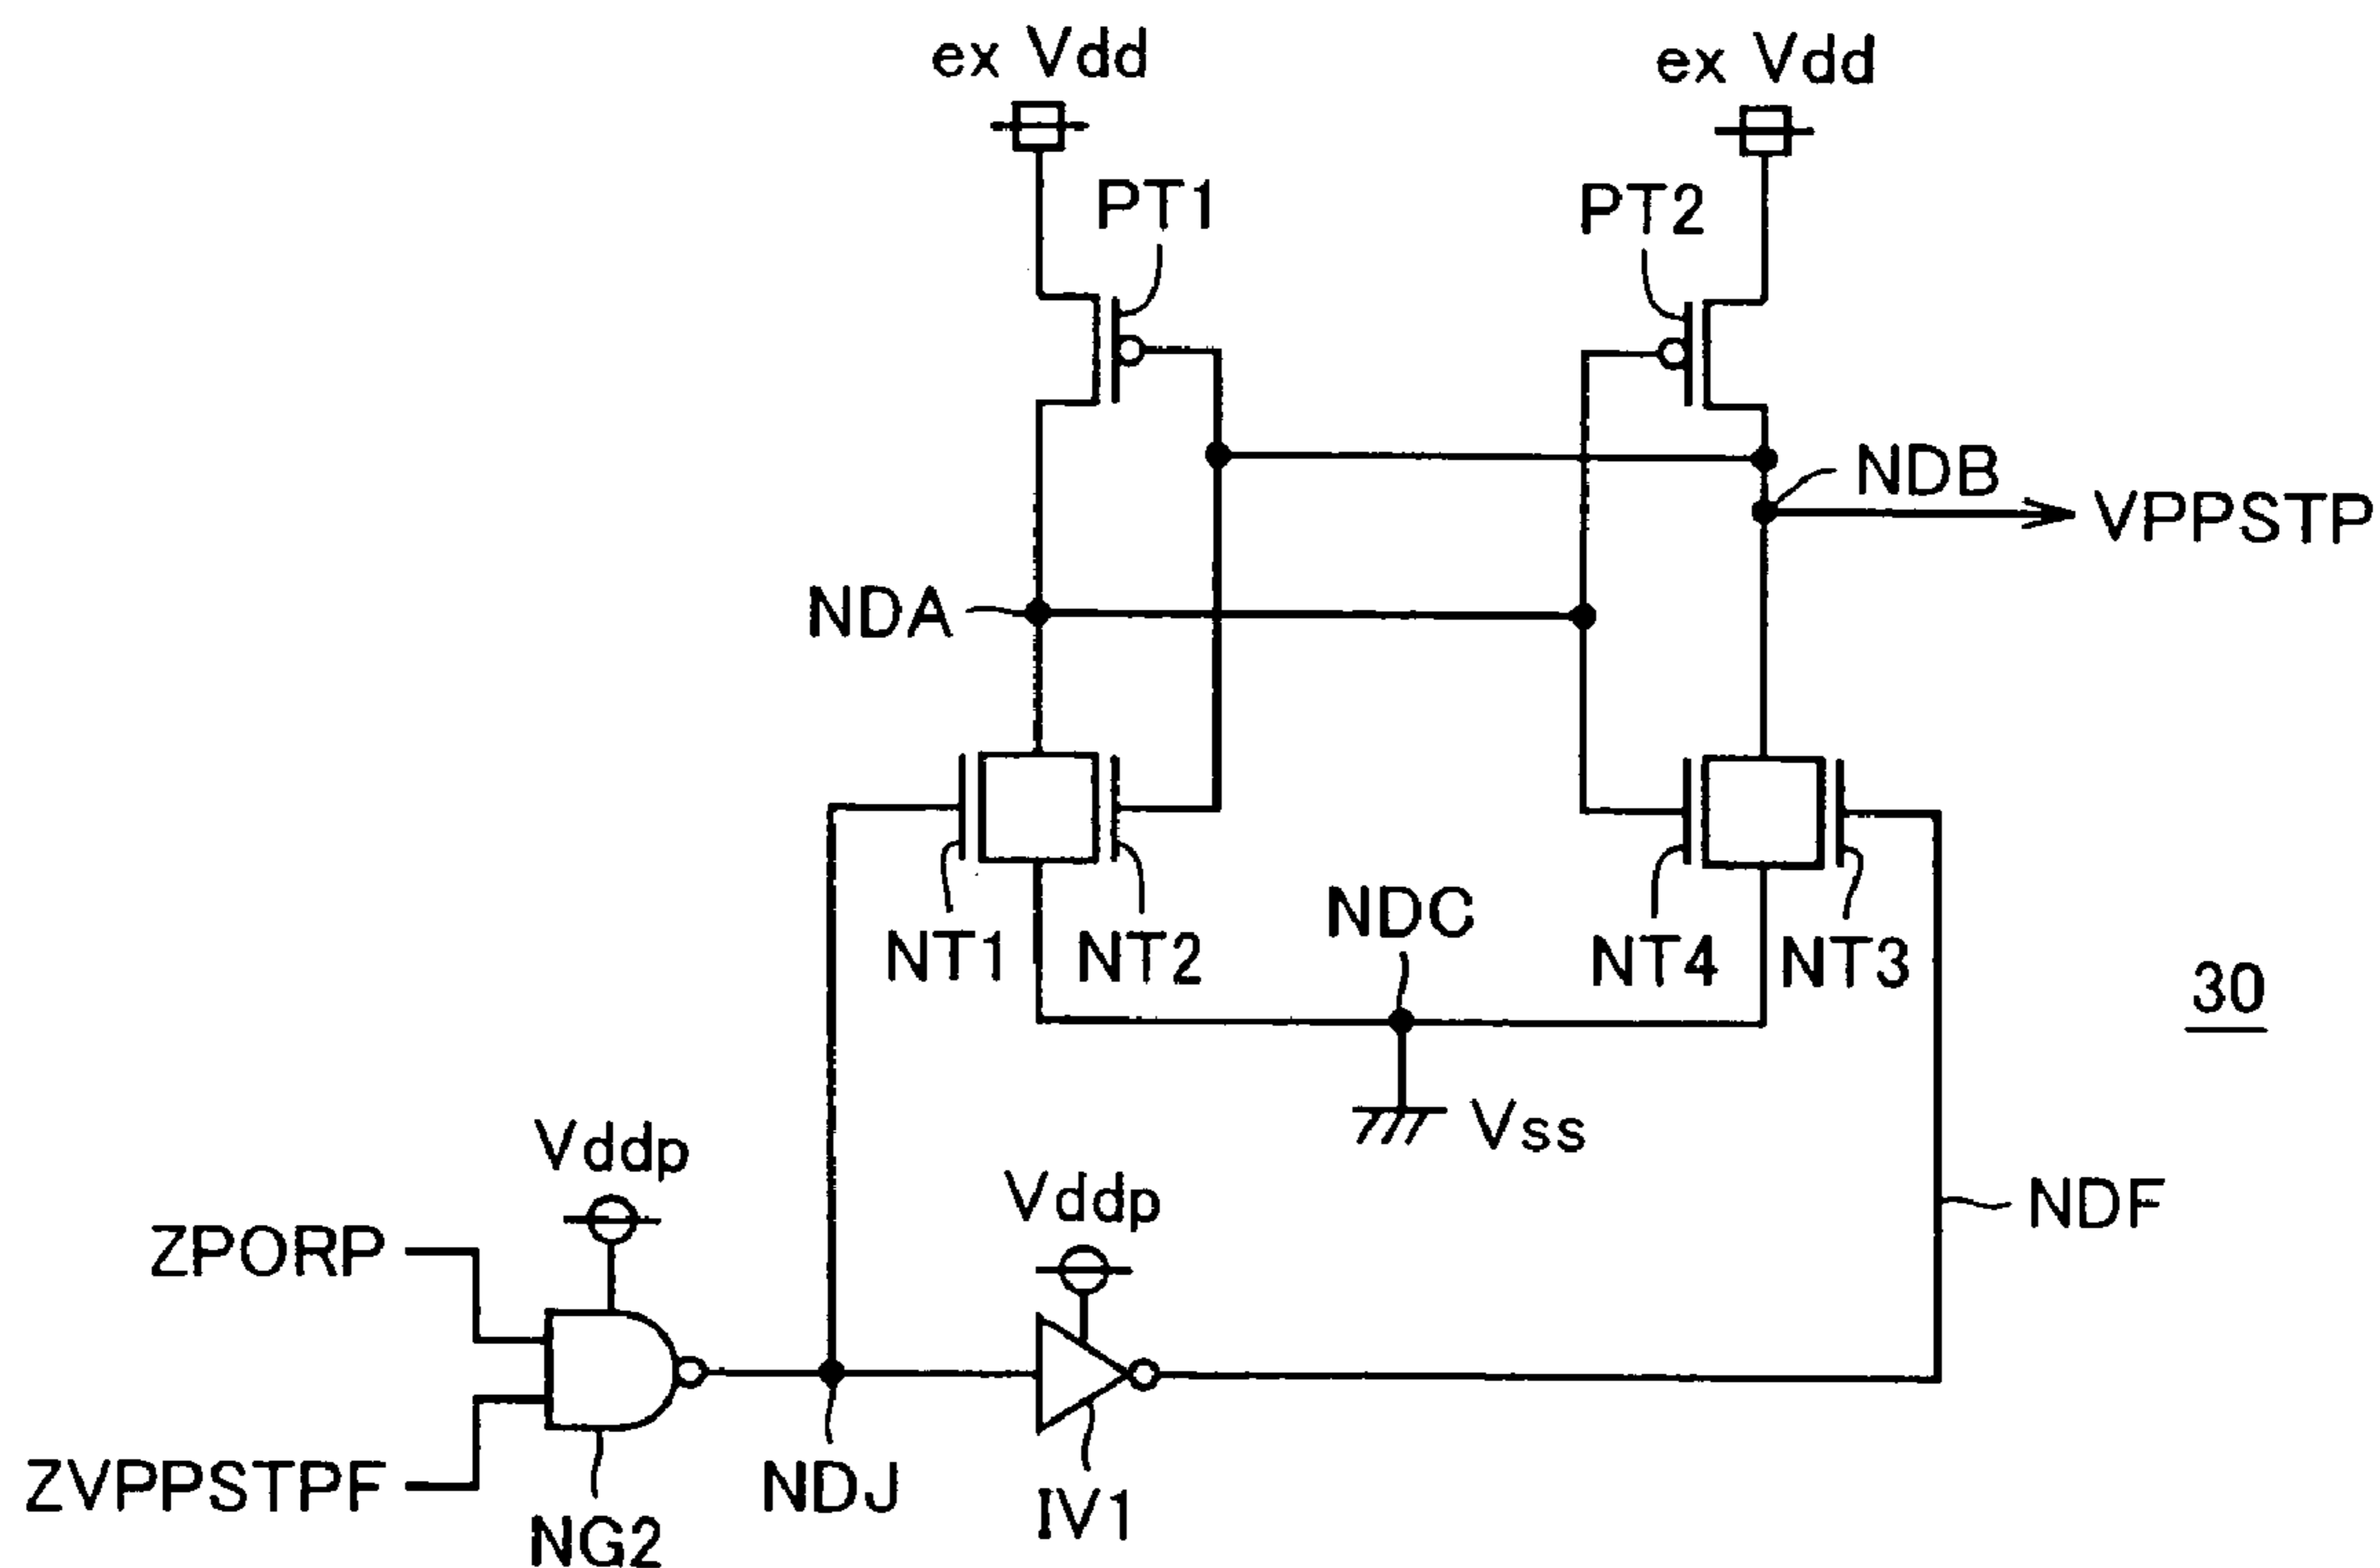 ex Vdd
ex Vdd
PT1
PT2
NDB
VPPSTP
NDA
NDC
NT1
NT2
NT4
NT3
30
Vss
Vddp
Vddp
NDF
ZPORP
ZVPPSTPF
NDJ
IV1
NG2